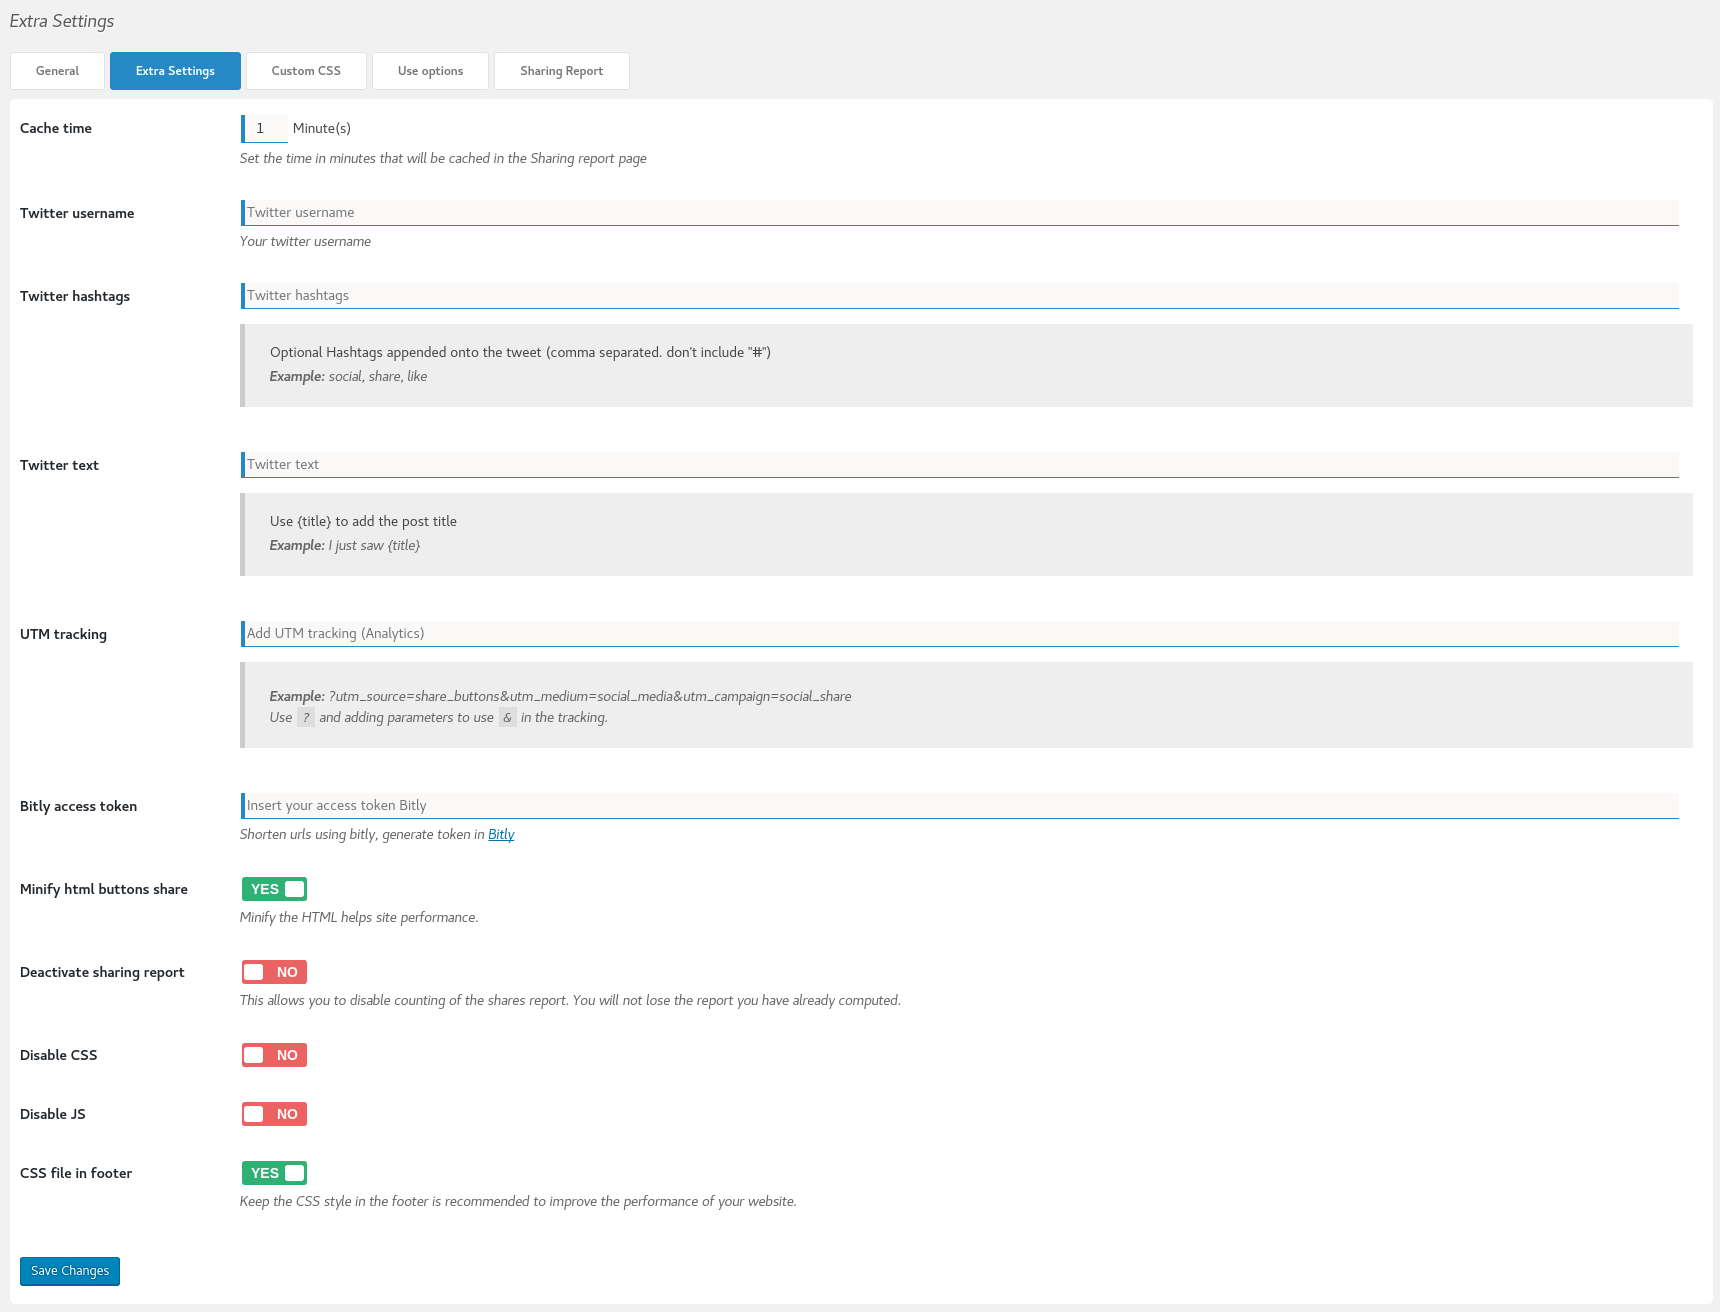 Extra Settings
General
Extra Settings
Custom CSS
Use options
Sharing Report
Cache time
1 Minute(s)
Set the time in minutes that will be cached in the Sharing report page
Twitter username
Twitter username
Your twitter username
Twitter hashtags
Twitter hashtags
Optional Hashtags appended onto the tweet (comma separated. don't include "#")
Example: social, share, like
Twitter text
Twitter text
Use {title} to add the post title
Example: I just saw {title}
UTM tracking
Add UTM tracking (Analytics)
Example: ?utm_source=share_buttons&utm_medium=social_media&utm_campaign=social_share
Use ? and adding parameters to use & in the tracking.
Bitly access token
Insert your access token Bitly
Shorten urls using bitly, generate token in Bitly
Minify html buttons share
YES
Minify the HTML helps site performance.
Deactivate sharing report
NO
This allows you to disable counting of the shares report. You will not lose the report you have already computed.
Disable CSS
NO
Disable JS
NO
CSS file in footer
YES
Keep the CSS style in the footer is recommended to improve the performance of your website.
Save Changes